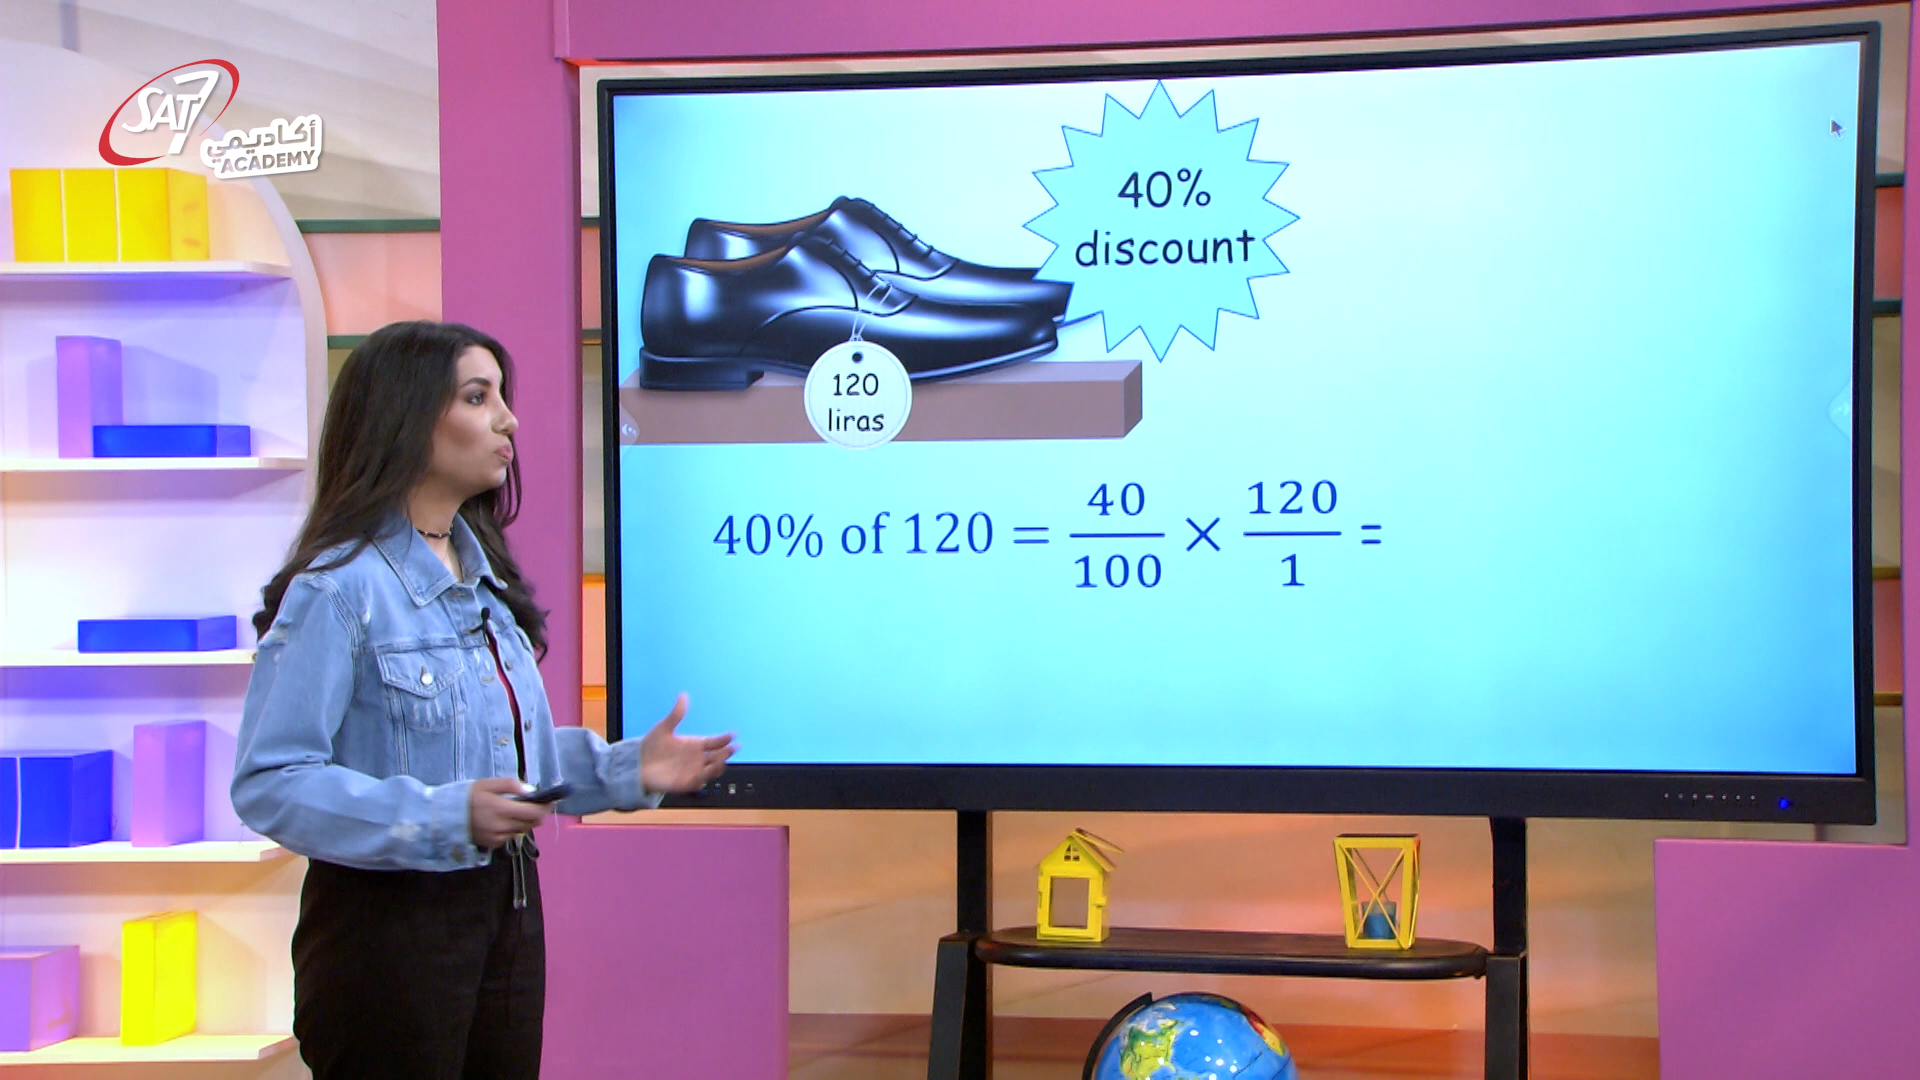 SAT7
أكاديمي
ACADEMY
40%
discount
120
liras
40% of 120 = 40/100 × 120/1 =